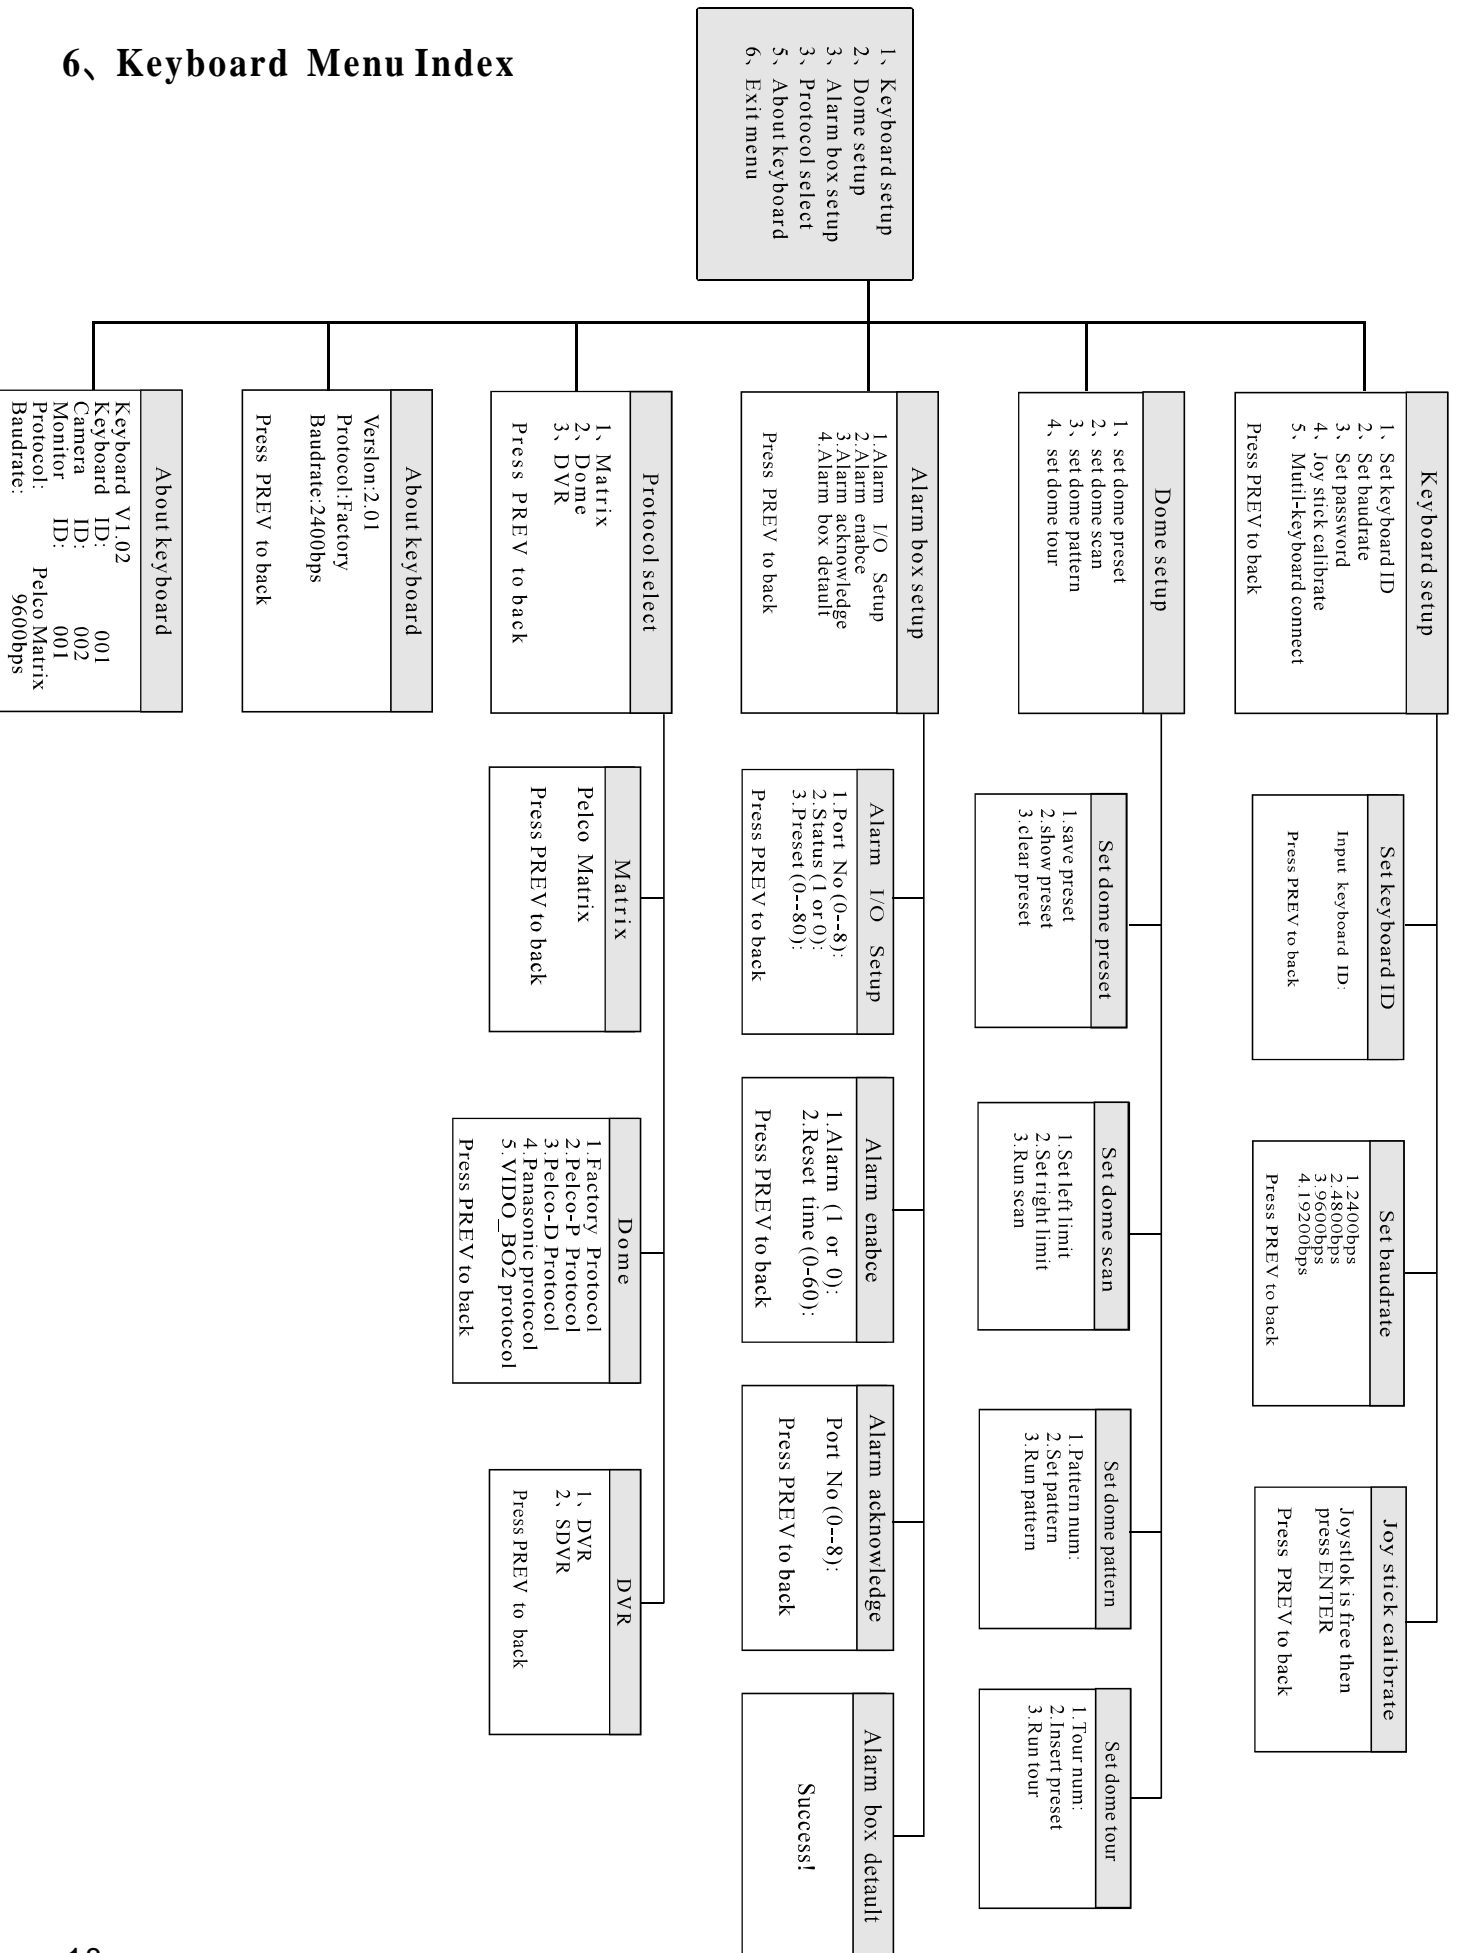 6、Keyboard Menu Index
1、Keyboard setup
2、Dome setup
3、Alarm box setup
3、Protocol select
5、About keyboard
6、Exit menu
Keyboard setup
1、Set keyboard ID
2、Set baudrate
3、Set password
4、Joy stick calibrate
5、Mutil-keyboard connect
Press PREV to back
Set keyboard ID
Input keyboard ID:
Press PREV to back
Set baudrate
1.2400bps
2.4800bps
3.9600bps
4.19200bps
Press PREV to back
Joy stick calibrate
Joystlok is free then
press ENTER
Press PREV to back
Dome setup
1、set dome preset
2、set dome scan
3、set dome pattern
4、set dome tour
Set dome preset
1.save preset
2.show preset
3.clear preset
Set dome scan
1.Set left limit
2.Set right limit
3.Run scan
Set dome pattern
1.Pattern num:
2.Set pattern
3.Run pattern
Set dome tour
1.Tour num:
2.Insert preset
3.Run tour
Alarm box setup
1.Alarm I/O Setup
2.Alarm enabce
3.Alarm acknowledge
4.Alarm box detault
Press PREV to back
Alarm I/O Setup
1.Port No(0--8):
2.Status(1 or 0):
3.Preset(0--80):
Press PREV to back
Alarm enabce
1.Alarm (1 or 0):
2.Reset time(0-60):
Press PREV to back
Alarm acknowledge
Port No(0--8):
Press PREV to back
Alarm box detault
Success!
Protocol select
1、Matrix
2、Dome
3、DVR
Press PREV to back
Matrix
Pelco Matrix
Press PREV to back
Dome
1.Factory Protocol
2.Pelco-P Protocol
3.Pelco-D Protocol
4.Panasonic protocol
5.VIDO_BO2 protocol
Press PREV to back
DVR
1、DVR
2、SDVR
Press PREV to back
About keyboard
Verslon:2.01
Protocol:Factory
Baudrate:2400bps
Press PREV to back
About keyboard
Keyboard V1.02
Keyboard ID: 001
Camera ID: 002
Monitor ID: 001
Protocol: Pelco Matrix
Baudrate: 9600bps